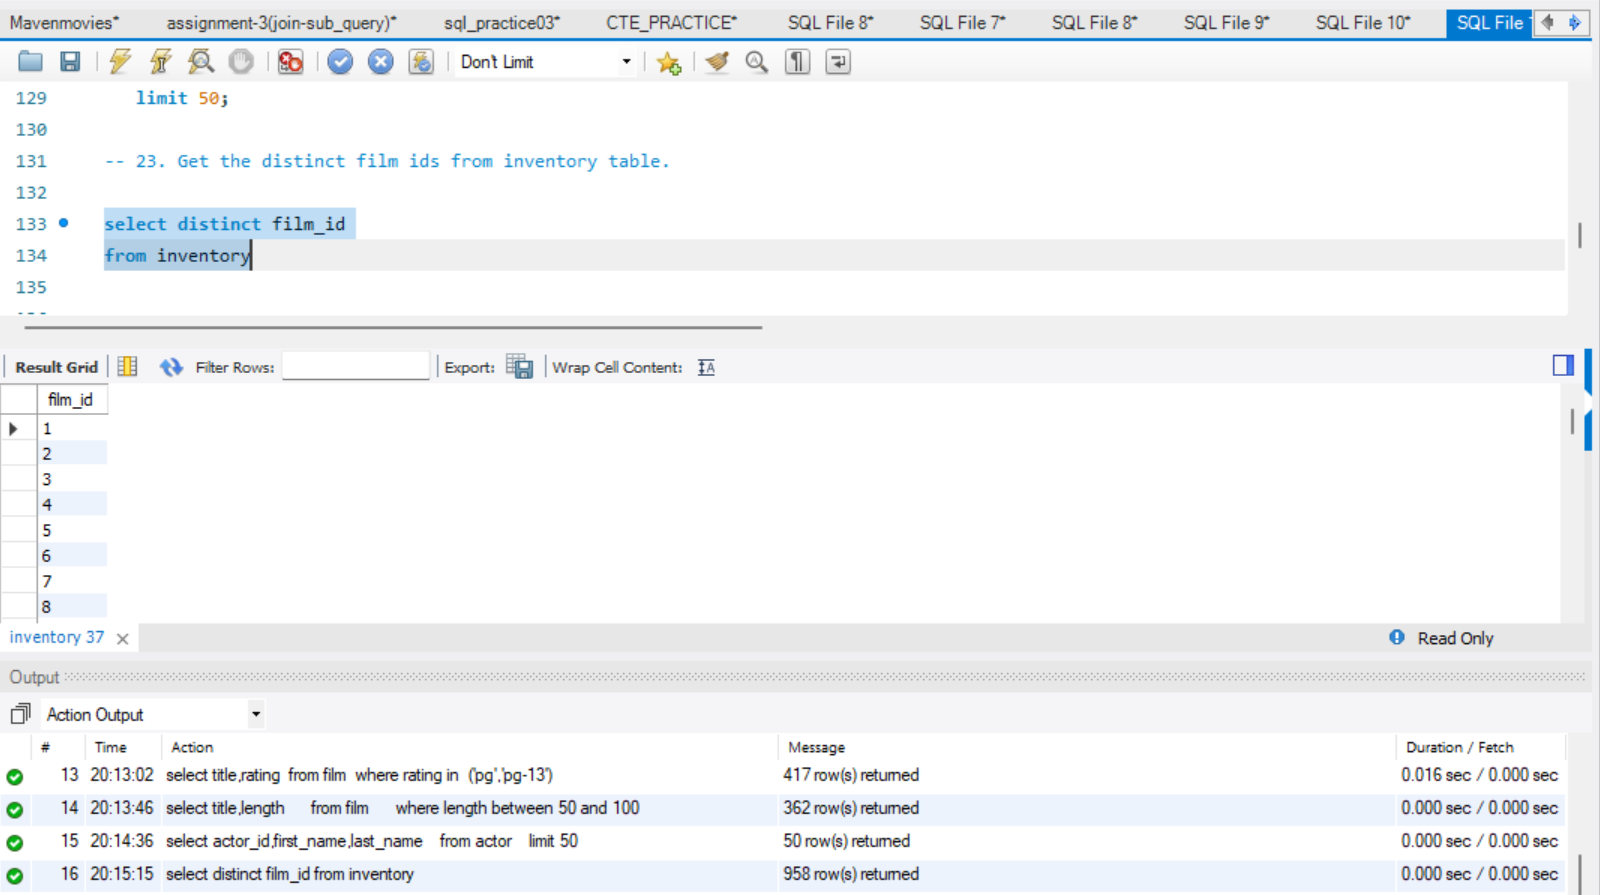 Mavenmovies* assignment-3(join-sub_query)* sql_practice03* CTE_PRACTICE* SQL File 8* SQL File 7* SQL File 8* SQL File 9* SQL File 10* SQL File
Don't Limit
129 limit 50;
130
131 -- 23. Get the distinct film ids from inventory table.
132
133 select distinct film_id
134 from inventory
135
Result Grid Filter Rows: Export: Wrap Cell Content:
film_id
1
2
3
4
5
6
7
8
inventory 37 Read Only
Output
Action Output
# Time Action Message Duration / Fetch
13 20:13:02 select title,rating from film where rating in ('pg','pg-13') 417 row(s) returned 0.016 sec / 0.000 sec
14 20:13:46 select title,length from film where length between 50 and 100 362 row(s) returned 0.000 sec / 0.000 sec
15 20:14:36 select actor_id,first_name,last_name from actor limit 50 50 row(s) returned 0.000 sec / 0.000 sec
16 20:15:15 select distinct film_id from inventory 958 row(s) returned 0.000 sec / 0.000 sec